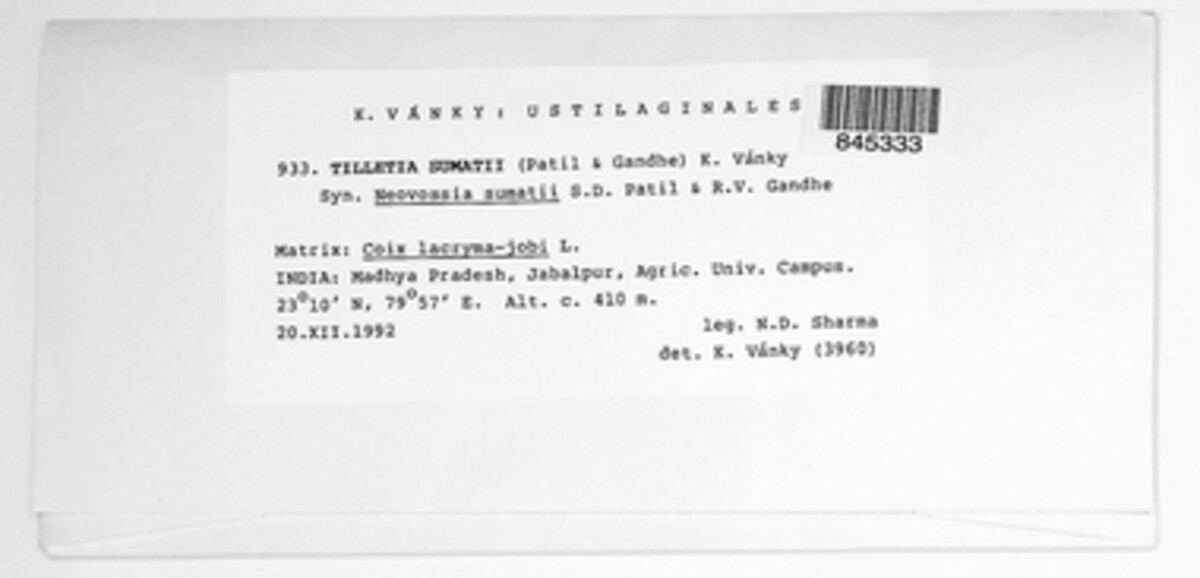 K. VÁNKY: USTILAGINALES
845333
933. TILLETIA SUMATII (Patil & Gandhe) K. Vánky
Syn. Neovossia sumatii S.D. Patil & R.V. Gandhe
Matrix: Coix lacryma-jobi L.
INDIA: Madhya Pradesh, Jabalpur, Agric. Univ. Campus.
23°10' N, 79°57' E. Alt. c. 410 m.
20.XII.1992 leg. N.D. Sharma
det. K. Vánky (3960)